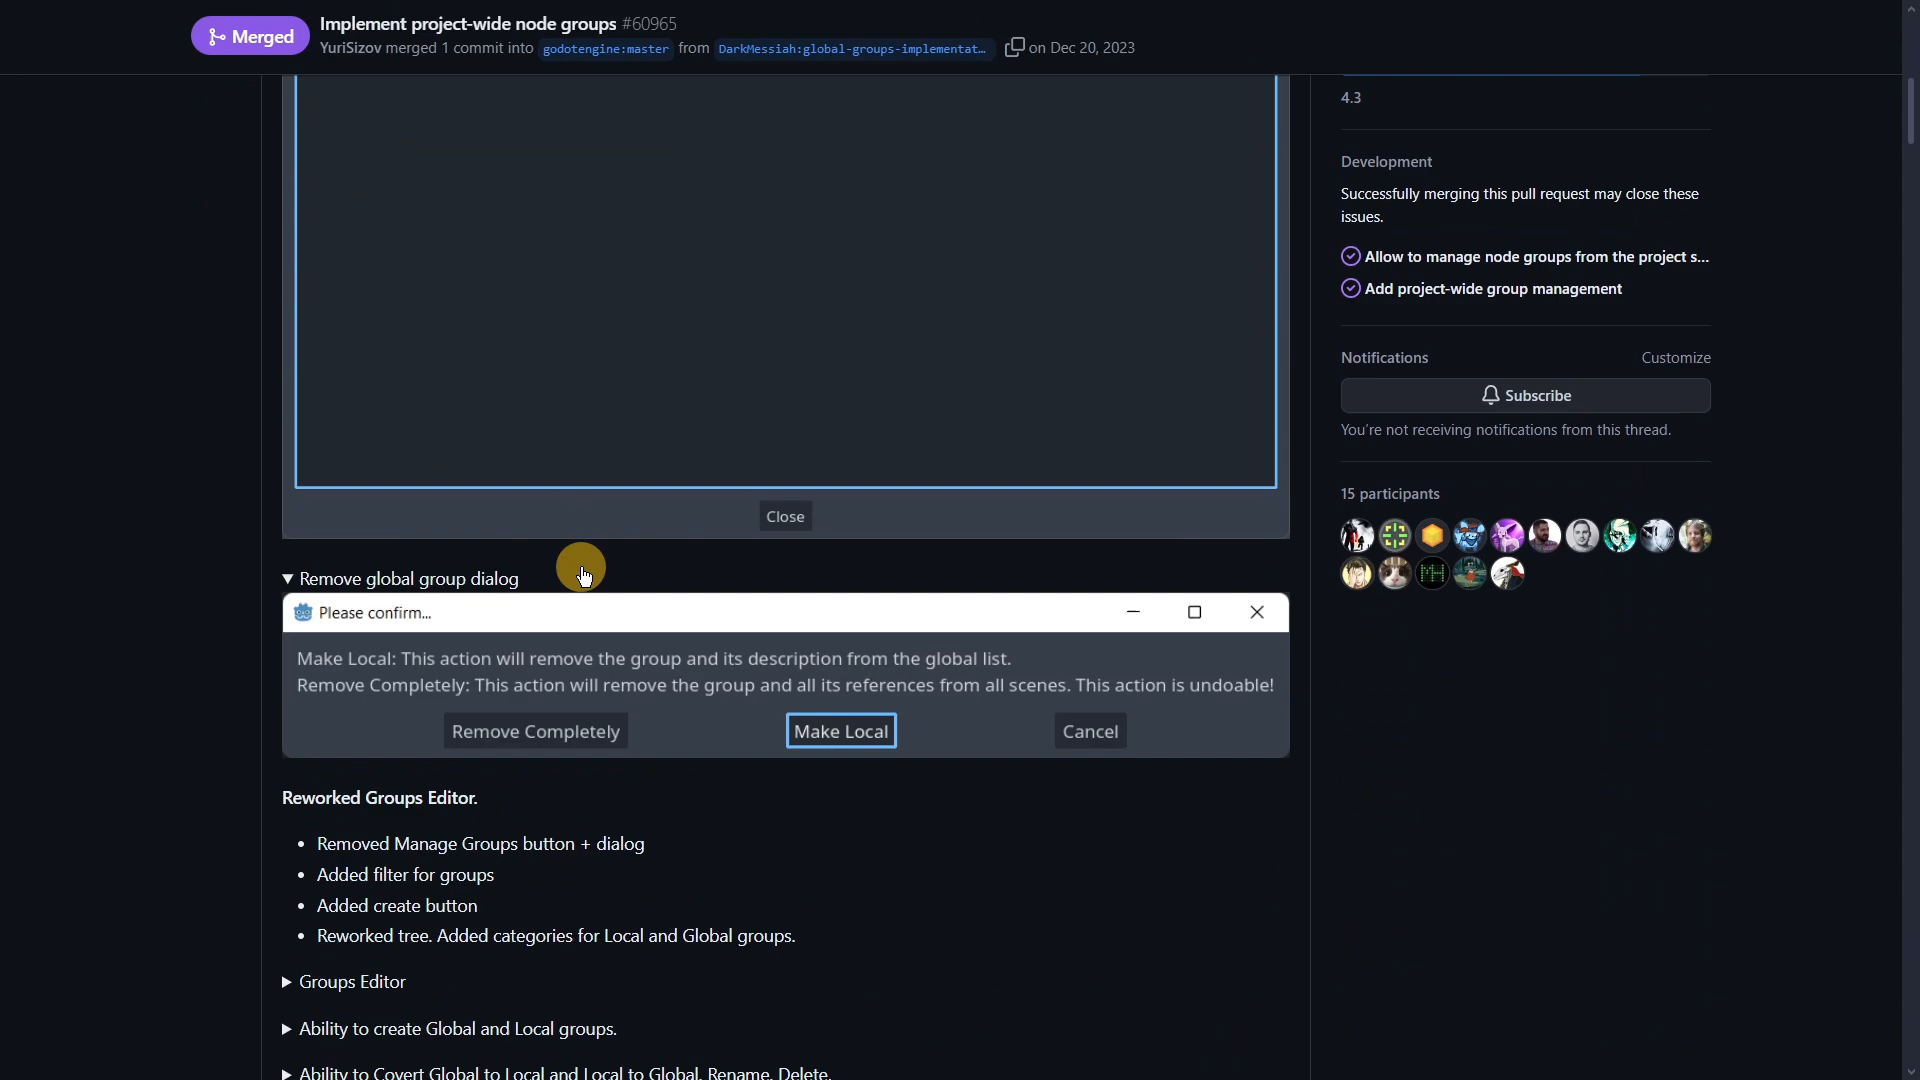 Merged
Implement project-wide node groups #60965
YuriSizov merged 1 commit into godotengine:master from DarkMessiah:global-groups-implementat… on Dec 20, 2023
4.3
Development
Successfully merging this pull request may close these
issues.
Allow to manage node groups from the project s...
Add project-wide group management
Notifications Customize
Subscribe
You're not receiving notifications from this thread.
15 participants
Close
Remove global group dialog
Please confirm...
Make Local: This action will remove the group and its description from the global list.
Remove Completely: This action will remove the group and all its references from all scenes. This action is undoable!
Remove Completely Make Local Cancel
Reworked Groups Editor.
• Removed Manage Groups button + dialog
• Added filter for groups
• Added create button
• Reworked tree. Added categories for Local and Global groups.
Groups Editor
Ability to create Global and Local groups.
Ability to Covert Global to Local and Local to Global, Rename, Delete.